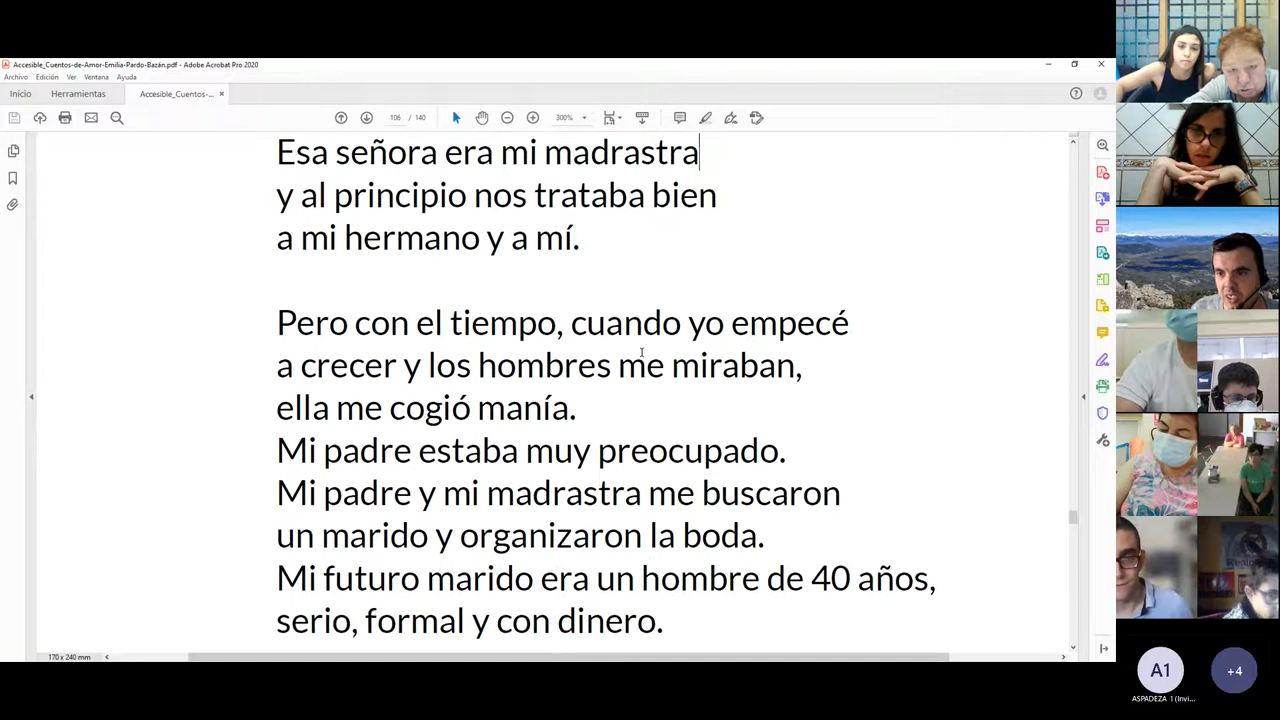 Accesible_Cuentos-de-Amor-Emilia-Pardo-Bazán.pdf - Adobe Acrobat Pro 2020
Archivo Edición Ver Ventana Ayuda
Inicio Herramientas Accesible_Cuentos-... ×
106 / 140 300%
Esa señora era mi madrastra
y al principio nos trataba bien
a mi hermano y a mí.
Pero con el tiempo, cuando yo empecé
a crecer y los hombres me miraban,
ella me cogió manía.
Mi padre estaba muy preocupado.
Mi padre y mi madrastra me buscaron
un marido y organizaron la boda.
Mi futuro marido era un hombre de 40 años,
serio, formal y con dinero.
170 x 240 mm
A1
+4
ASPADEZA 1 (Invi...